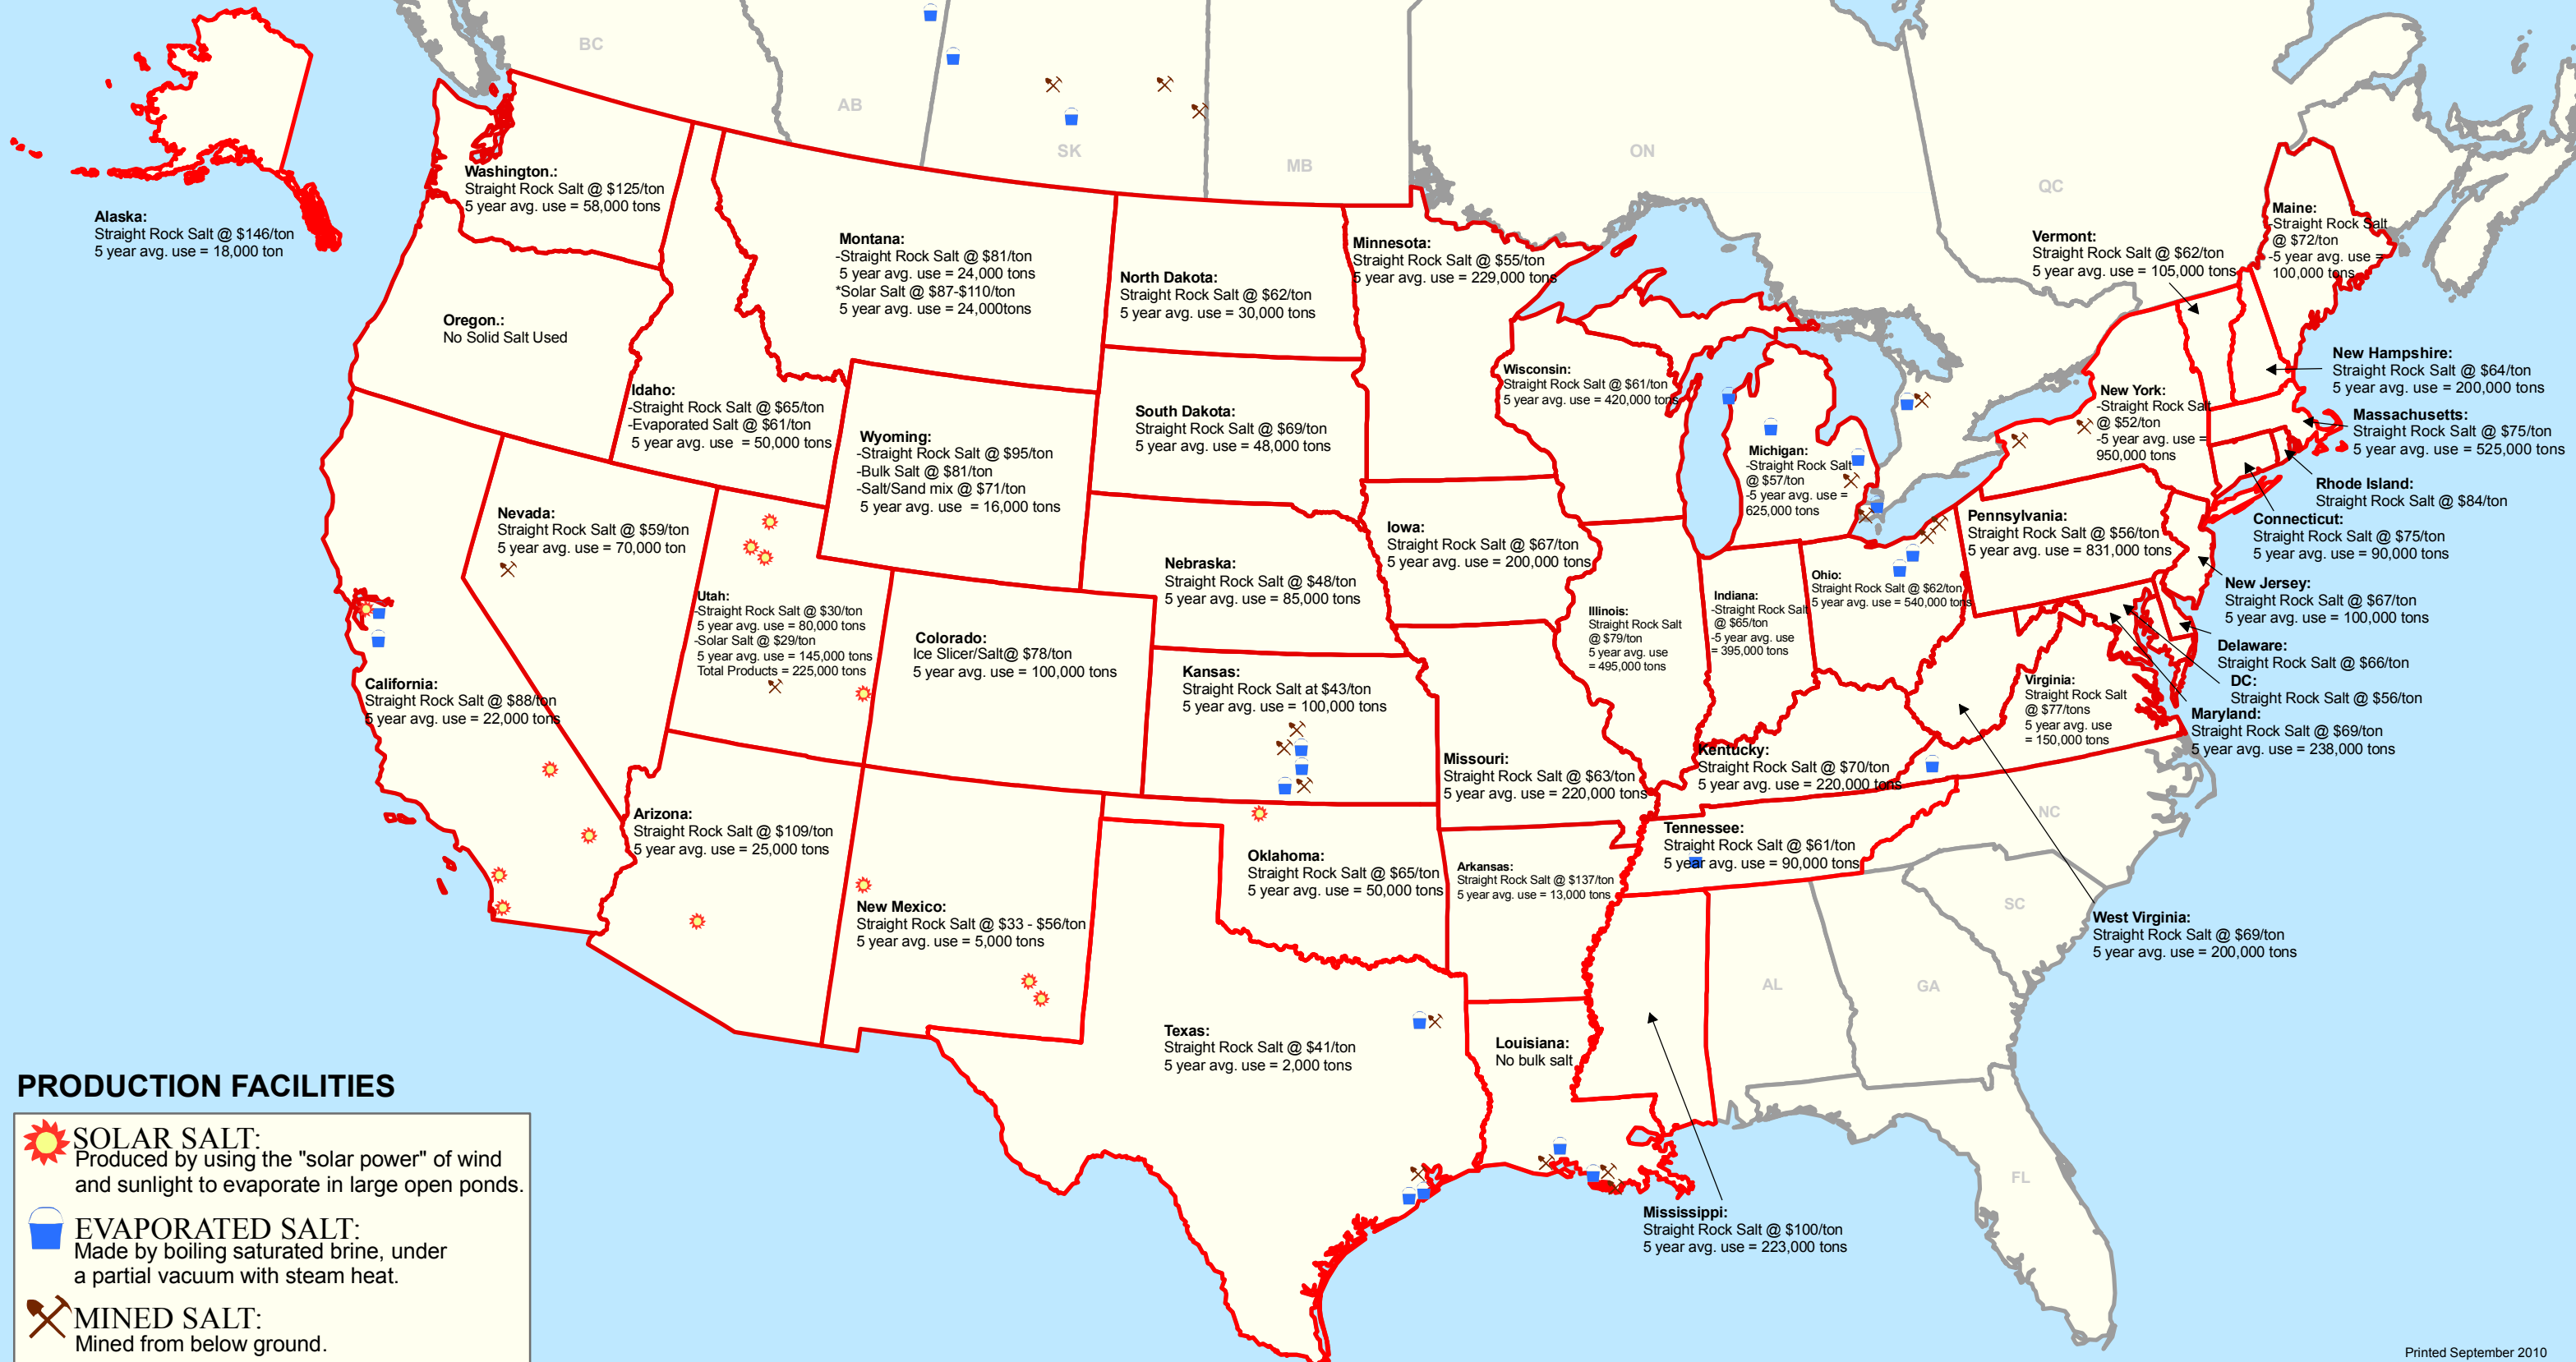 BC
AB
SK
MB
ON
QC
Washington.:
Straight Rock Salt @ $125/ton
5 year avg. use = 58,000 tons
Alaska:
Straight Rock Salt @ $146/ton
5 year avg. use = 18,000 ton
Montana:
-Straight Rock Salt @ $81/ton
5 year avg. use = 24,000 tons
*Solar Salt @ $87-$110/ton
5 year avg. use = 24,000tons
North Dakota:
Straight Rock Salt @ $62/ton
5 year avg. use = 30,000 tons
Minnesota:
Straight Rock Salt @ $55/ton
5 year avg. use = 229,000 tons
Vermont:
Straight Rock Salt @ $62/ton
5 year avg. use = 105,000 tons
Maine:
-Straight Rock Salt
@ $72/ton
-5 year avg. use =
100,000 tons
Oregon.:
No Solid Salt Used
Idaho:
-Straight Rock Salt @ $65/ton
-Evaporated Salt @ $61/ton
5 year avg. use = 50,000 tons
Wyoming:
-Straight Rock Salt @ $95/ton
-Bulk Salt @ $81/ton
-Salt/Sand mix @ $71/ton
5 year avg. use = 16,000 tons
South Dakota:
Straight Rock Salt @ $69/ton
5 year avg. use = 48,000 tons
Wisconsin:
Straight Rock Salt @ $61/ton
5 year avg. use = 420,000 tons
Michigan:
-Straight Rock Salt
@ $57/ton
-5 year avg. use =
625,000 tons
New York:
-Straight Rock Salt
@ $52/ton
-5 year avg. use =
950,000 tons
New Hampshire:
Straight Rock Salt @ $64/ton
5 year avg. use = 200,000 tons
Massachusetts:
Straight Rock Salt @ $75/ton
5 year avg. use = 525,000 tons
Rhode Island:
Straight Rock Salt @ $84/ton
Connecticut:
Straight Rock Salt @ $75/ton
5 year avg. use = 90,000 tons
Nevada:
Straight Rock Salt @ $59/ton
5 year avg. use = 70,000 ton
Utah:
-Straight Rock Salt @ $30/ton
5 year avg. use = 80,000 tons
-Solar Salt @ $29/ton
5 year avg. use = 145,000 tons
Total Products = 225,000 tons
Colorado:
Ice Slicer/Salt@ $78/ton
5 year avg. use = 100,000 tons
Nebraska:
Straight Rock Salt @ $48/ton
5 year avg. use = 85,000 tons
Iowa:
Straight Rock Salt @ $67/ton
5 year avg. use = 200,000 tons
Illinois:
Straight Rock Salt
@ $79/ton
5 year avg. use
= 495,000 tons
Indiana:
-Straight Rock Salt
@ $65/ton
-5 year avg. use
= 395,000 tons
Ohio:
Straight Rock Salt @ $62/ton
5 year avg. use = 540,000 tons
Pennsylvania:
Straight Rock Salt @ $56/ton
5 year avg. use = 831,000 tons
New Jersey:
Straight Rock Salt @ $67/ton
5 year avg. use = 100,000 tons
Delaware:
Straight Rock Salt @ $66/ton
DC:
Straight Rock Salt @ $56/ton
Maryland:
Straight Rock Salt @ $69/ton
5 year avg. use = 238,000 tons
California:
Straight Rock Salt @ $88/ton
5 year avg. use = 22,000 tons
Kansas:
Straight Rock Salt at $43/ton
5 year avg. use = 100,000 tons
Missouri:
Straight Rock Salt @ $63/ton
5 year avg. use = 220,000 tons
Kentucky:
Straight Rock Salt @ $70/ton
5 year avg. use = 220,000 tons
Virginia:
Straight Rock Salt
@ $77/tons
5 year avg. use
= 150,000 tons
Arizona:
Straight Rock Salt @ $109/ton
5 year avg. use = 25,000 tons
New Mexico:
Straight Rock Salt @ $33 - $56/ton
5 year avg. use = 5,000 tons
Oklahoma:
Straight Rock Salt @ $65/ton
5 year avg. use = 50,000 tons
Arkansas:
Straight Rock Salt @ $137/ton
5 year avg. use = 13,000 tons
Tennessee:
Straight Rock Salt @ $61/ton
5 year avg. use = 90,000 tons
NC
SC
AL
GA
FL
West Virginia:
Straight Rock Salt @ $69/ton
5 year avg. use = 200,000 tons
Texas:
Straight Rock Salt @ $41/ton
5 year avg. use = 2,000 tons
Louisiana:
No bulk salt
Mississippi:
Straight Rock Salt @ $100/ton
5 year avg. use = 223,000 tons
PRODUCTION FACILITIES
SOLAR SALT:
Produced by using the "solar power" of wind
and sunlight to evaporate in large open ponds.
EVAPORATED SALT:
Made by boiling saturated brine, under
a partial vacuum with steam heat.
MINED SALT:
Mined from below ground.
Printed September 2010